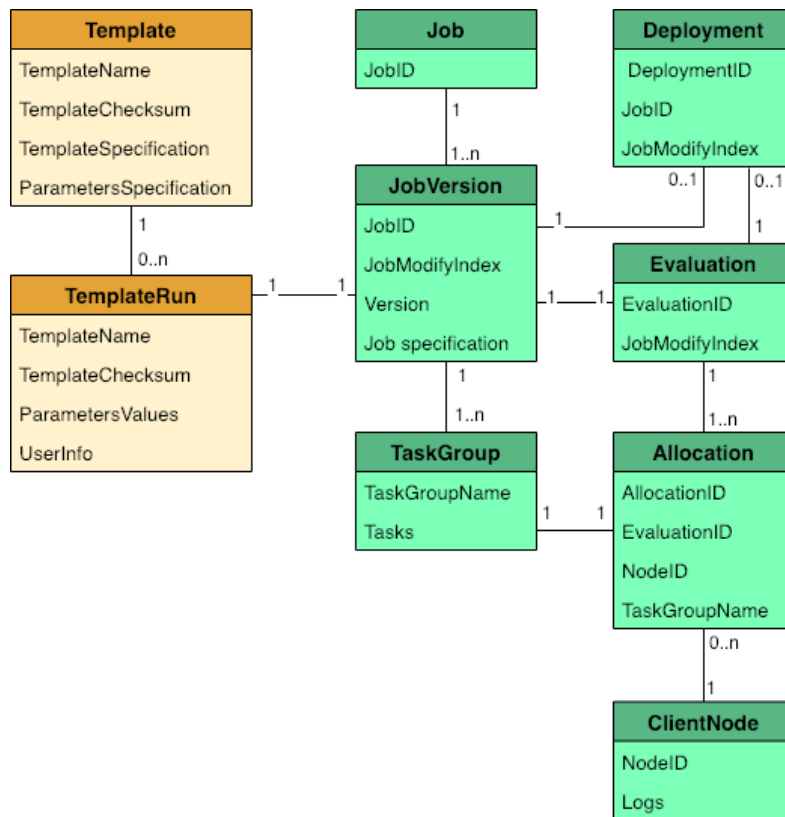 Template
TemplateName
TemplateChecksum
TemplateSpecification
ParametersSpecification
1
0..n
TemplateRun
TemplateName
TemplateChecksum
ParametersValues
UserInfo
1
1
Job
JobID
1
1..n
JobVersion
JobID
JobModifyIndex
Version
Job specification
1
1..n
TaskGroup
TaskGroupName
Tasks
1
1
Deployment
DeploymentID
JobID
JobModifyIndex
0..1
0..1
1
1
Evaluation
EvaluationID
JobModifyIndex
1
1
1
1..n
Allocation
AllocationID
EvaluationID
NodeID
TaskGroupName
0..n
1
ClientNode
NodeID
Logs